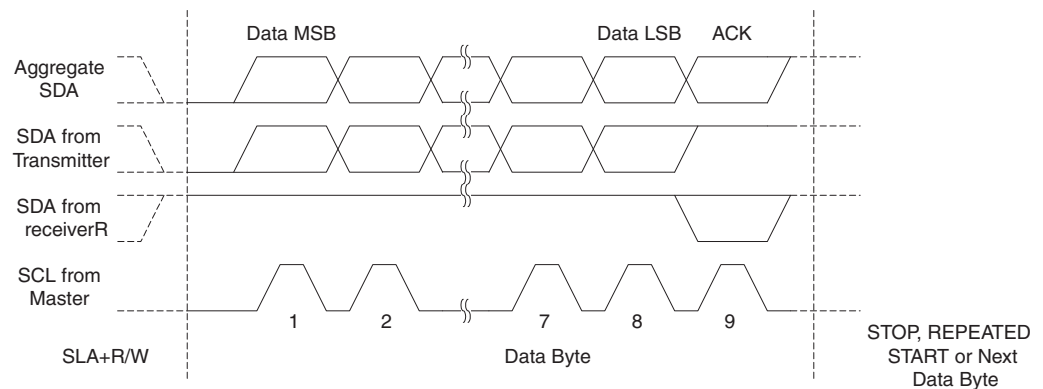 Data MSB
Data LSB
ACK
Aggregate
SDA
SDA from
Transmitter
SDA from
receiverR
SCL from
Master
1
2
7
8
9
SLA+R/W
Data Byte
STOP, REPEATED
START or Next
Data Byte